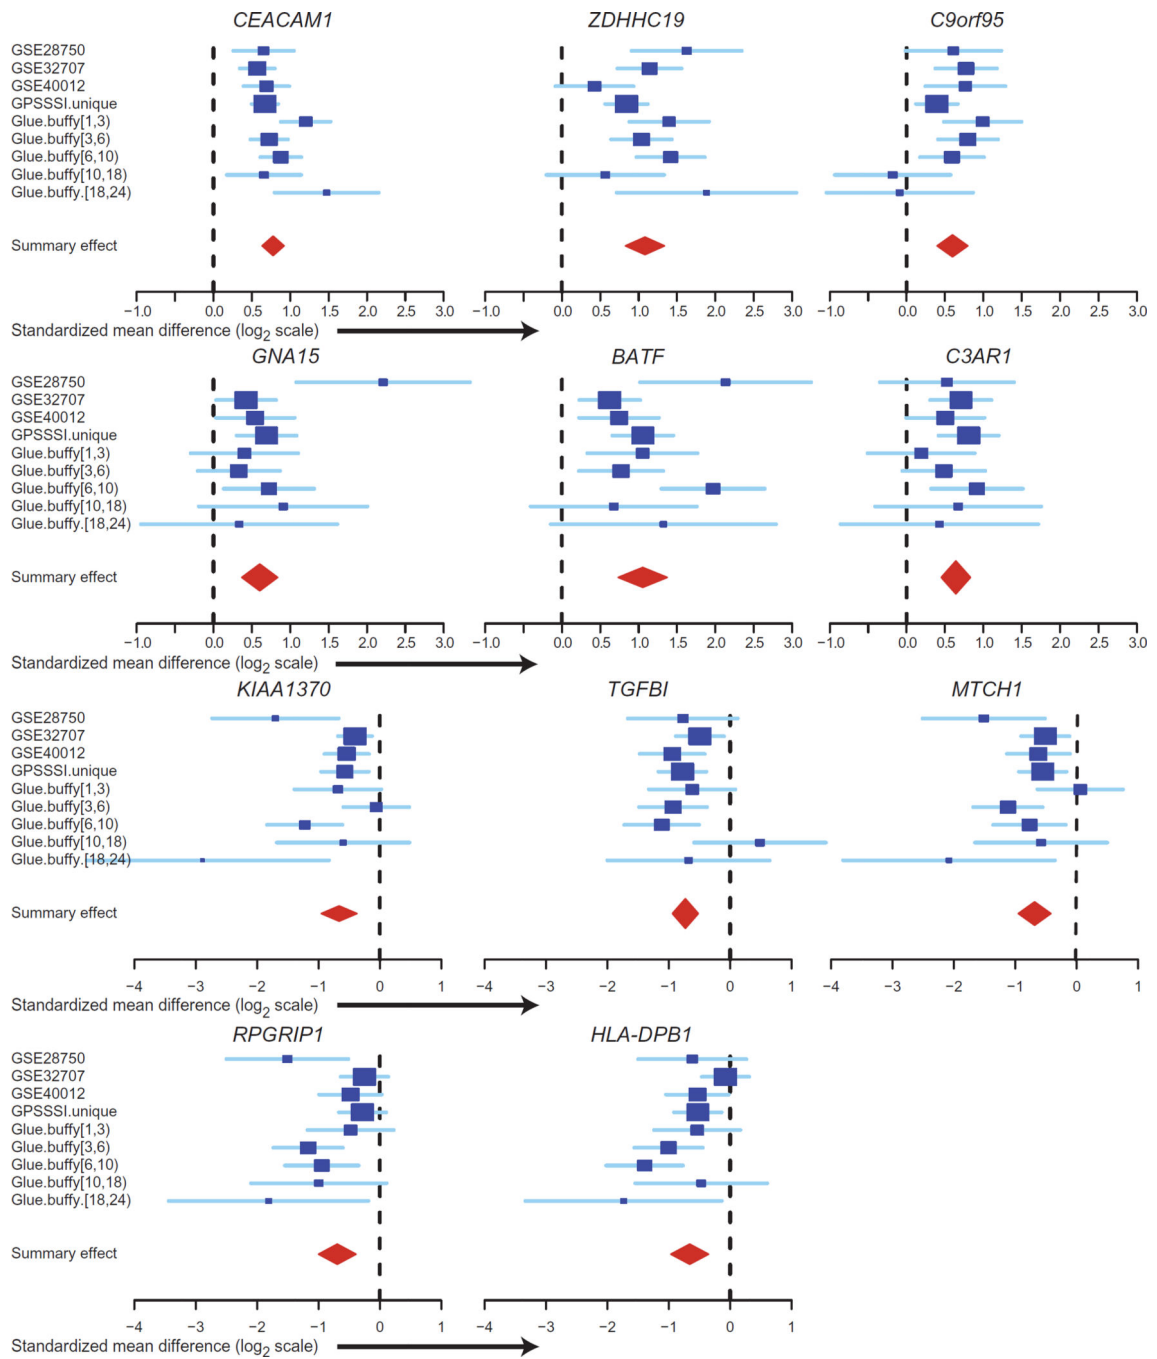 CEACAM1 ZDHHC19 C9orf95
GSE28750
GSE32707
GSE40012
GPSSSI.unique
Glue.buffy[1,3)
Glue.buffy[3,6)
Glue.buffy[6,10)
Glue.buffy[10,18)
Glue.buffy.[18,24)
Summary effect
−1.0 0.0 0.5 1.0 1.5 2.0 2.5 3.0 −1.0 0.0 0.5 1.0 1.5 2.0 2.5 3.0 −1.0 0.0 0.5 1.0 1.5 2.0 2.5 3.0
Standardized mean difference (log2 scale)
GNA15 BATF C3AR1
GSE28750
GSE32707
GSE40012
GPSSSI.unique
Glue.buffy[1,3)
Glue.buffy[3,6)
Glue.buffy[6,10)
Glue.buffy[10,18)
Glue.buffy.[18,24)
Summary effect
−1.0 0.0 0.5 1.0 1.5 2.0 2.5 3.0 −1.0 0.0 0.5 1.0 1.5 2.0 2.5 3.0 −1.0 0.0 0.5 1.0 1.5 2.0 2.5 3.0
Standardized mean difference (log2 scale)
KIAA1370 TGFBI MTCH1
GSE28750
GSE32707
GSE40012
GPSSSI.unique
Glue.buffy[1,3)
Glue.buffy[3,6)
Glue.buffy[6,10)
Glue.buffy[10,18)
Glue.buffy.[18,24)
Summary effect
−4 −3 −2 −1 0 1 −4 −3 −2 −1 0 1 −4 −3 −2 −1 0 1
Standardized mean difference (log2 scale)
RPGRIP1 HLA-DPB1
GSE28750
GSE32707
GSE40012
GPSSSI.unique
Glue.buffy[1,3)
Glue.buffy[3,6)
Glue.buffy[6,10)
Glue.buffy[10,18)
Glue.buffy.[18,24)
Summary effect
−4 −3 −2 −1 0 1 −4 −3 −2 −1 0 1
Standardized mean difference (log2 scale)